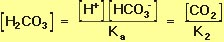 [H₂CO₃] = [H⁺][HCO₃⁻] / Kₐ = [CO₂] / K₂